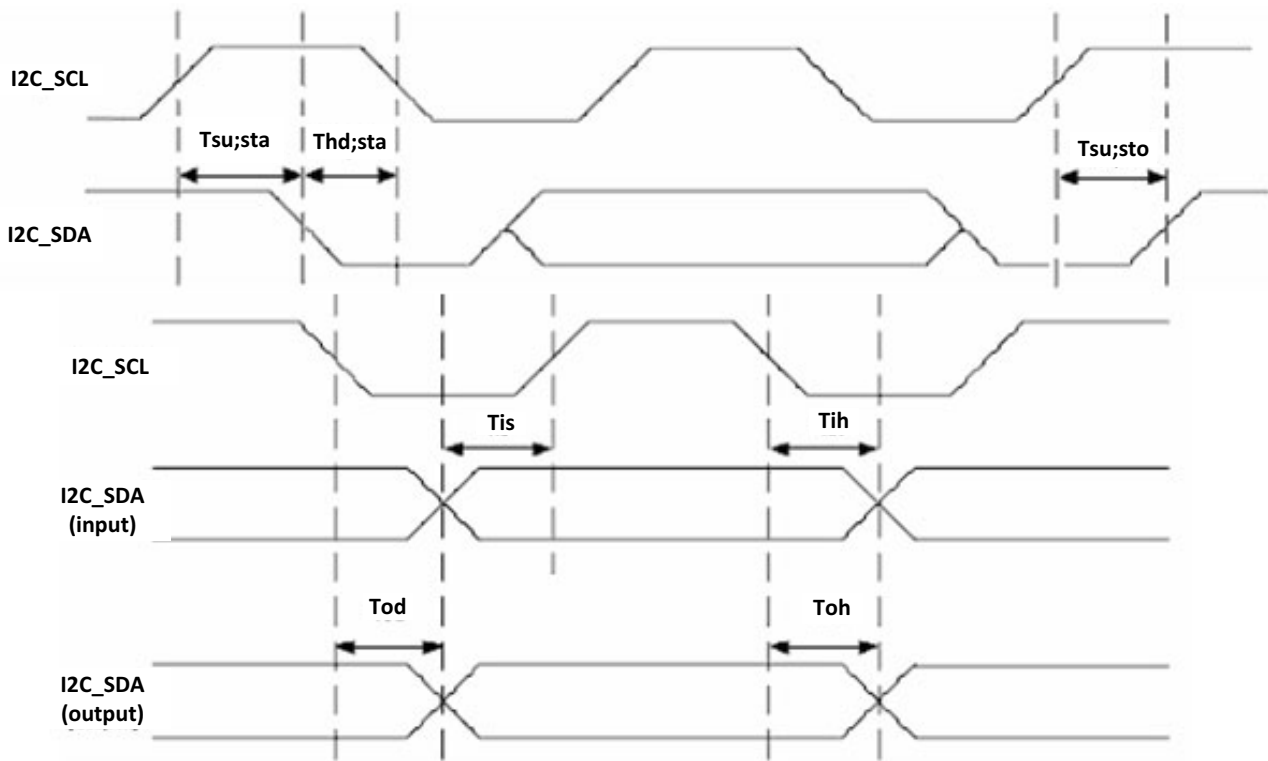 I2C_SCL
Tsu;sta
Thd;sta
Tsu;sto
I2C_SDA
I2C_SCL
Tis
Tih
I2C_SDA
(input)
Tod
Toh
I2C_SDA
(output)